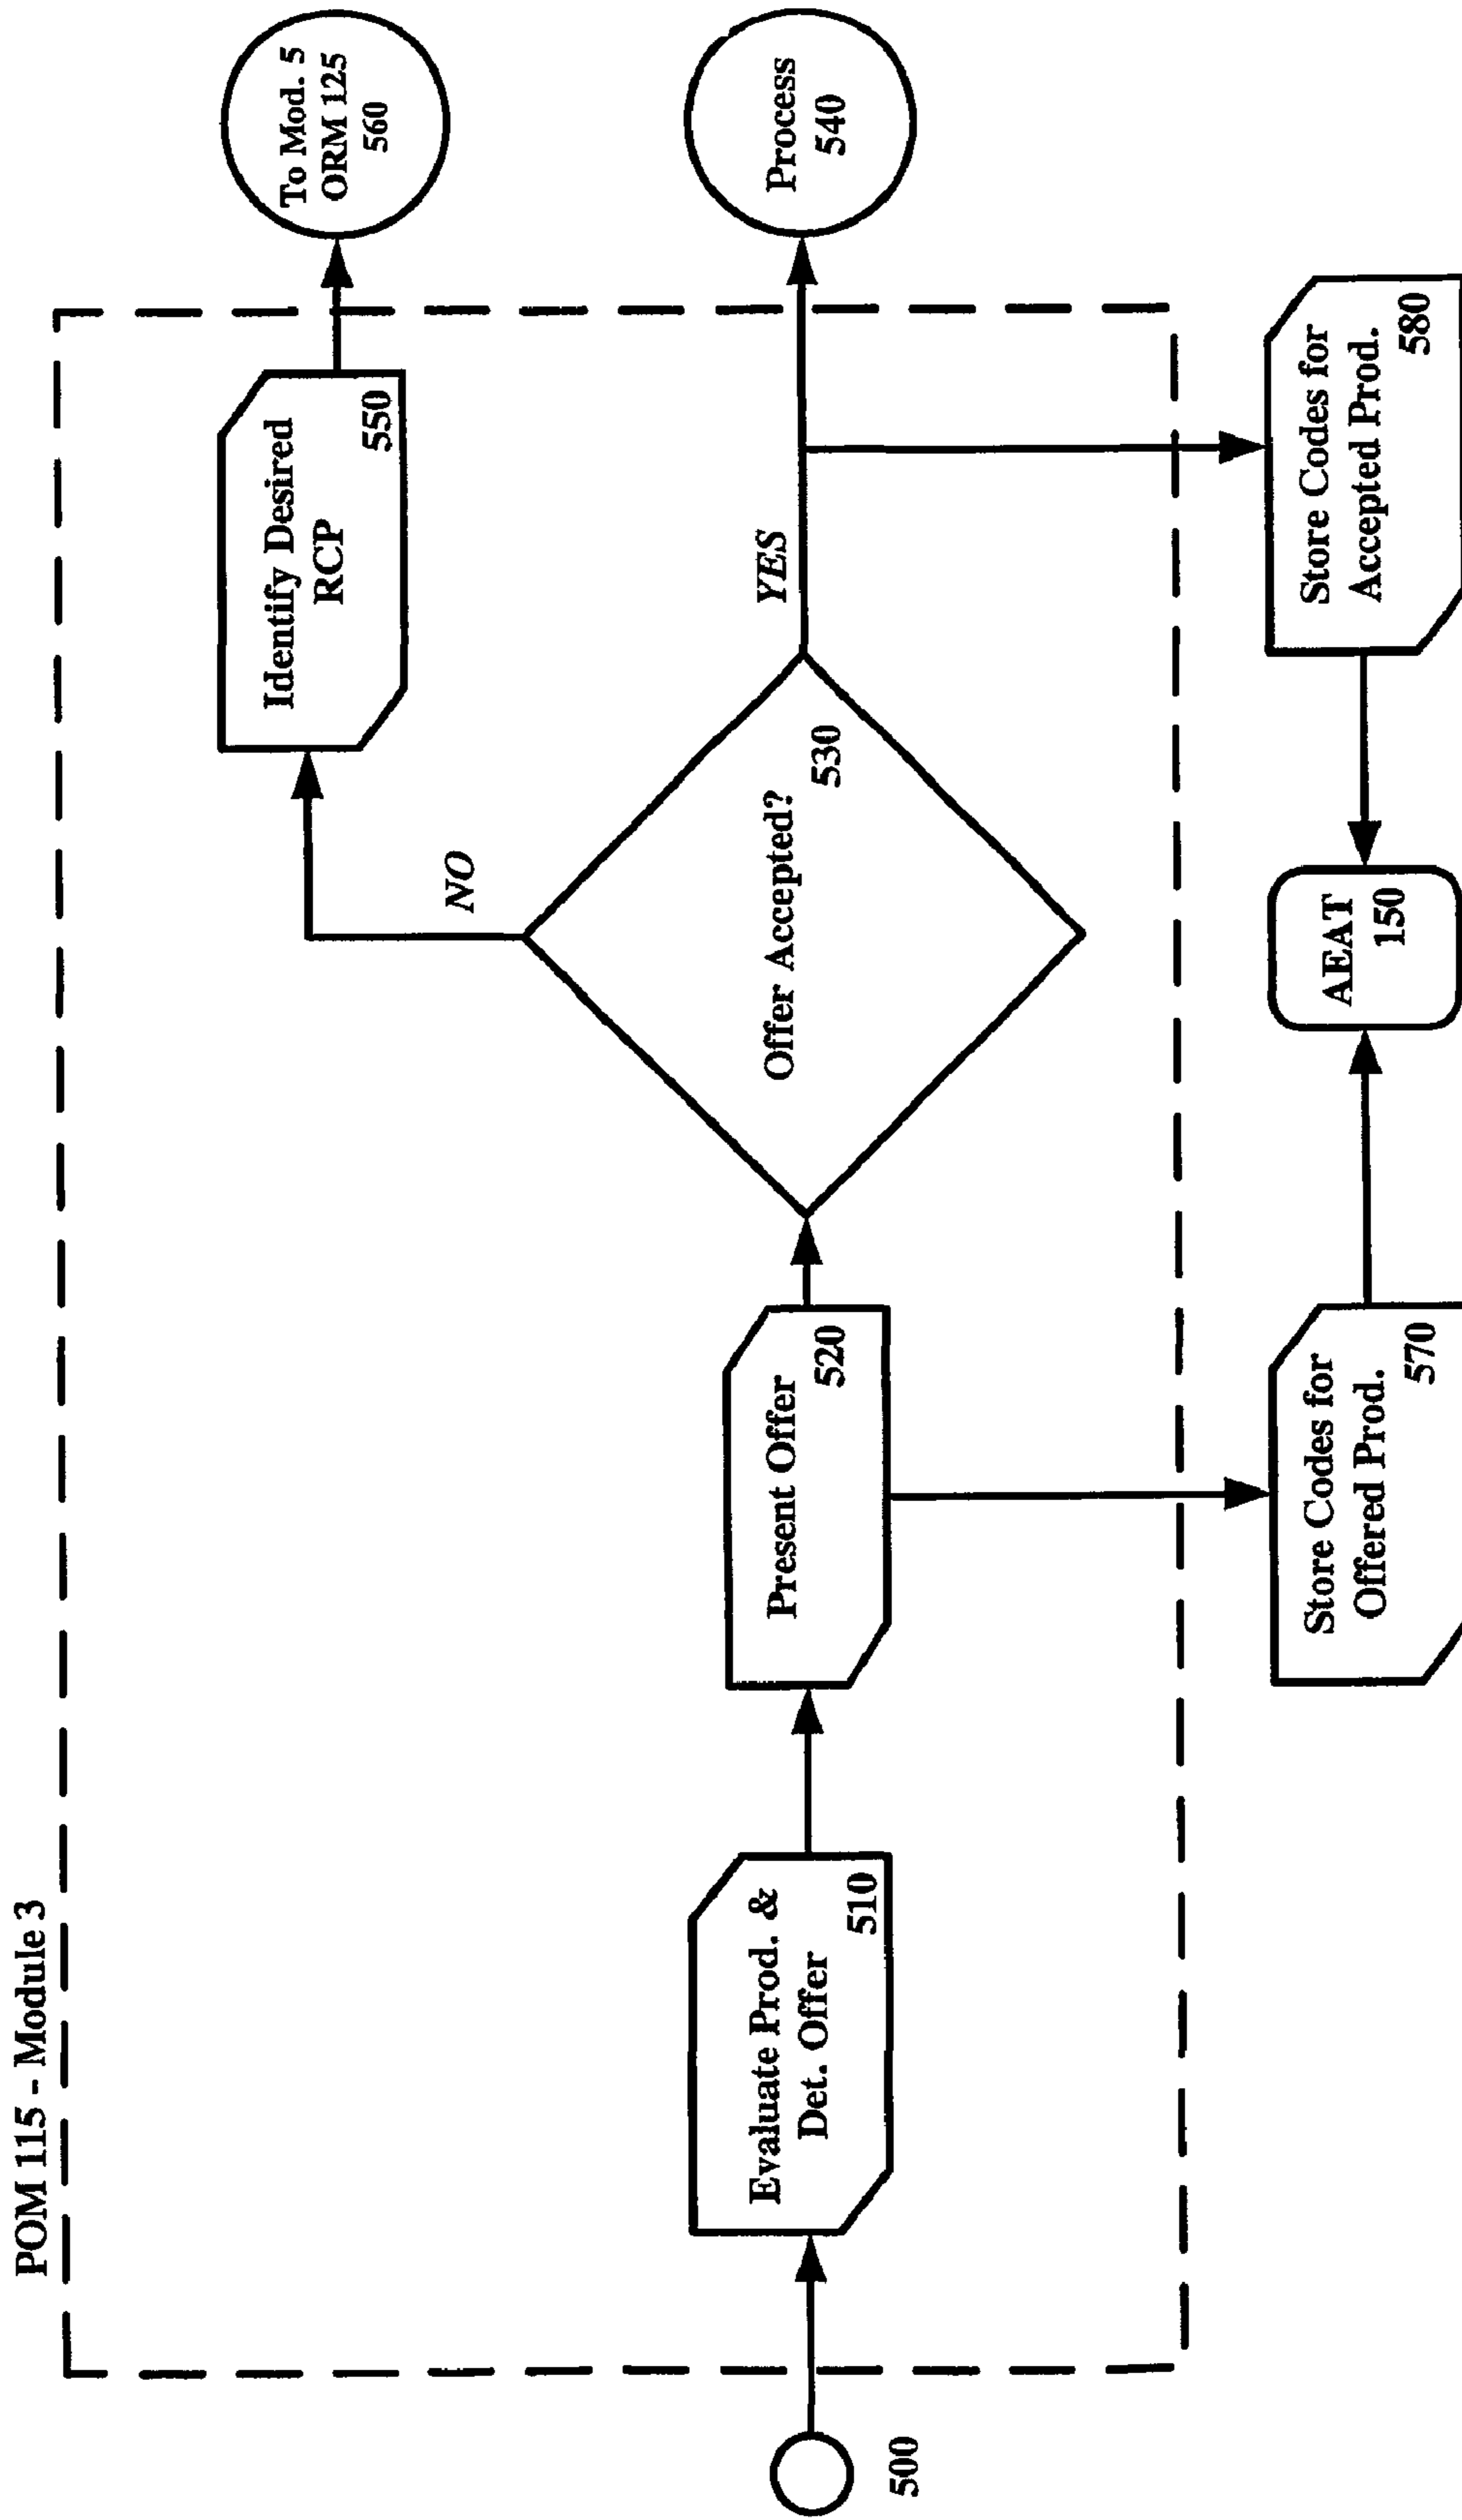 POM 115 - Module 3
500
Evaluate Prod. &
Det. Offer
510
Present Offer
520
Offer Accepted?
530
NO
YES
Identify Desired
RCP
550
To Mod. 5
ORM 125
560
Process
540
Store Codes for
Offered Prod.
570
AEAT
150
Store Codes for
Accepted Prod.
580